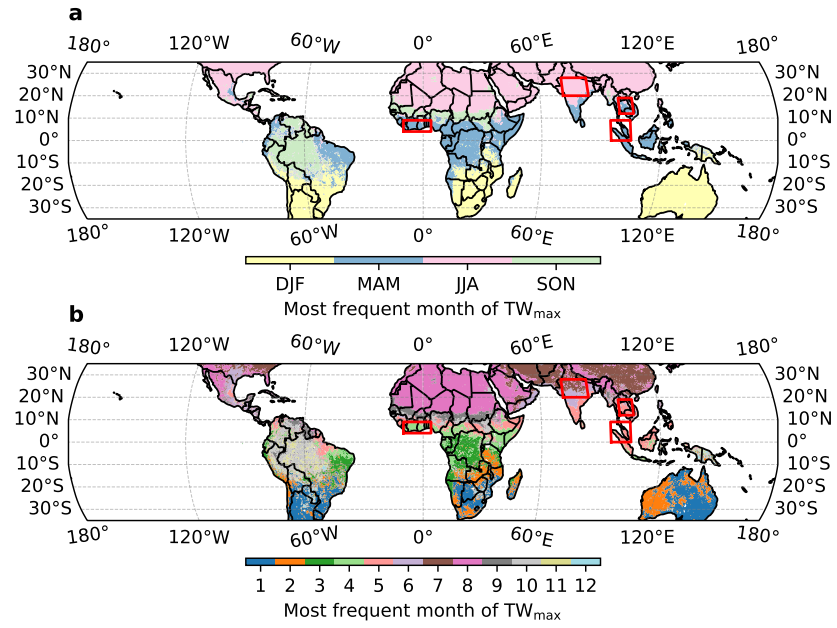 a
180° 120°W 60°W 0° 60°E 120°E 180°
30°N 30°N
20°N 20°N
10°N 10°N
0° 0°
10°S 10°S
20°S 20°S
30°S 30°S
180° 120°W 60°W 0° 60°E 120°E 180°
DJF MAM JJA SON
Most frequent month of TWmax
b
180° 120°W 60°W 0° 60°E 120°E 180°
30°N 30°N
20°N 20°N
10°N 10°N
0° 0°
10°S 10°S
20°S 20°S
30°S 30°S
180° 120°W 60°W 0° 60°E 120°E 180°
1 2 3 4 5 6 7 8 9 10 11 12
Most frequent month of TWmax